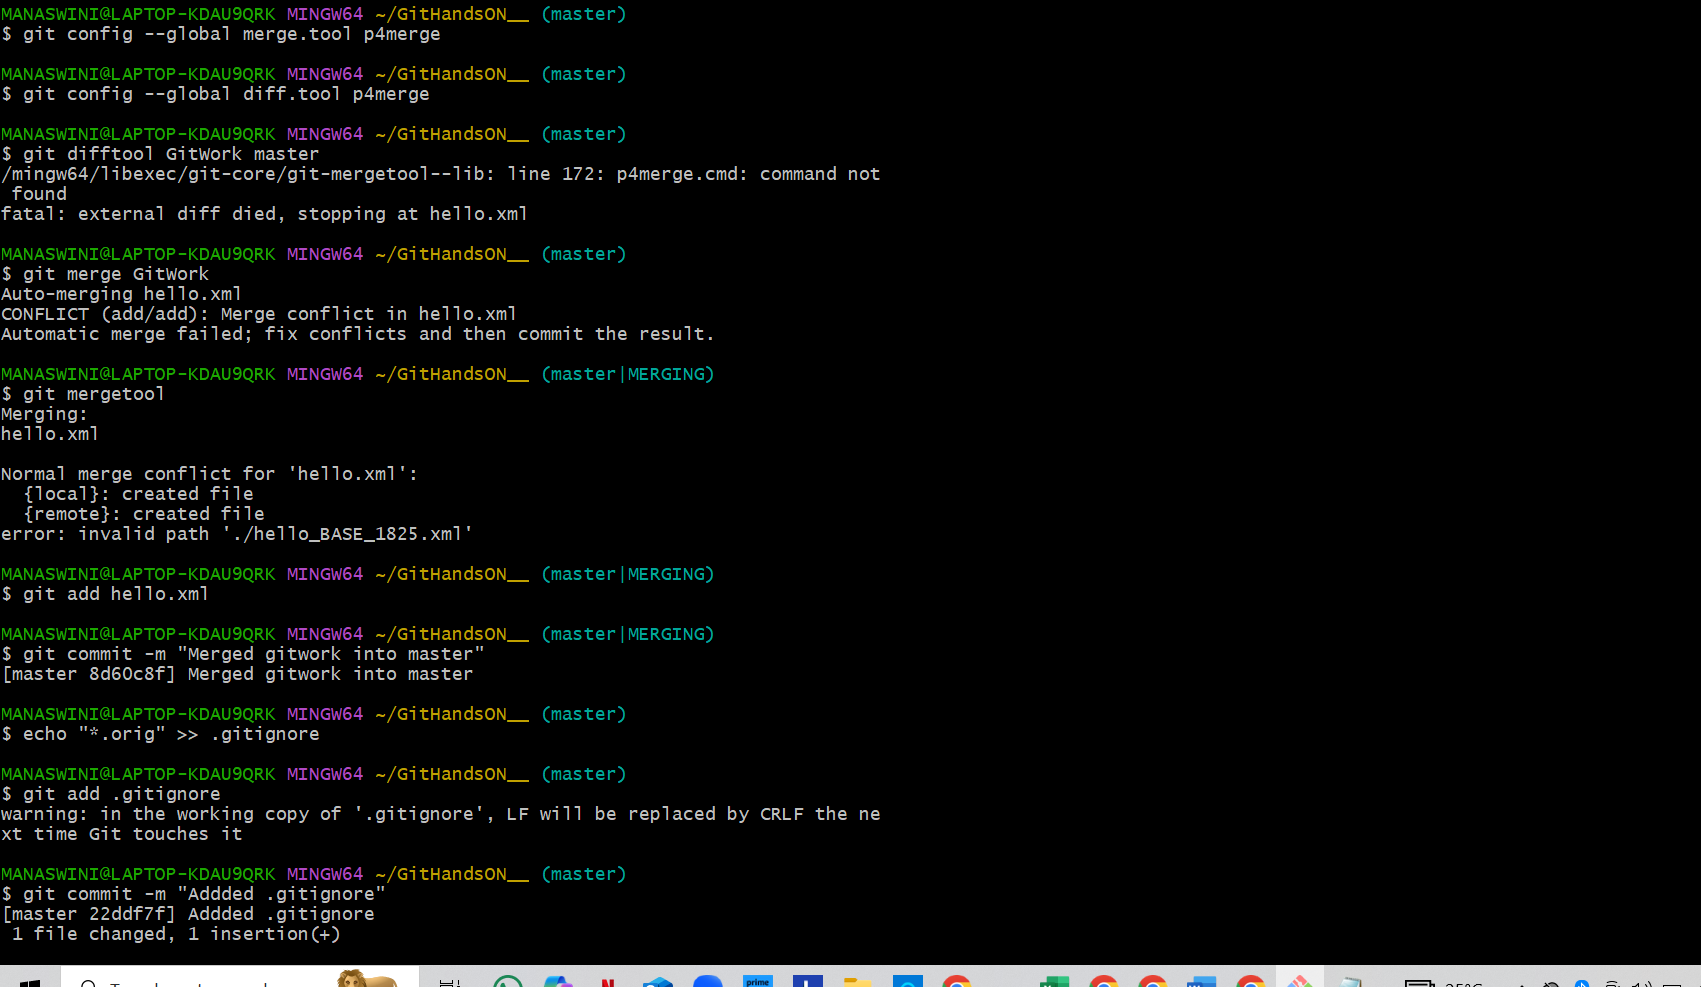 MANASWINI@LAPTOP-KDAU9QRK MINGW64 ~/GitHandsON__ (master)
$ git config --global merge.tool p4merge
MANASWINI@LAPTOP-KDAU9QRK MINGW64 ~/GitHandsON__ (master)
$ git config --global diff.tool p4merge
MANASWINI@LAPTOP-KDAU9QRK MINGW64 ~/GitHandsON__ (master)
$ git difftool GitWork master
/mingw64/libexec/git-core/git-mergetool--lib: line 172: p4merge.cmd: command not
 found
fatal: external diff died, stopping at hello.xml
MANASWINI@LAPTOP-KDAU9QRK MINGW64 ~/GitHandsON__ (master)
$ git merge GitWork
Auto-merging hello.xml
CONFLICT (add/add): Merge conflict in hello.xml
Automatic merge failed; fix conflicts and then commit the result.
MANASWINI@LAPTOP-KDAU9QRK MINGW64 ~/GitHandsON__ (master|MERGING)
$ git mergetool
Merging:
hello.xml
Normal merge conflict for 'hello.xml':
  {local}: created file
  {remote}: created file
error: invalid path './hello_BASE_1825.xml'
MANASWINI@LAPTOP-KDAU9QRK MINGW64 ~/GitHandsON__ (master|MERGING)
$ git add hello.xml
MANASWINI@LAPTOP-KDAU9QRK MINGW64 ~/GitHandsON__ (master|MERGING)
$ git commit -m "Merged gitwork into master"
[master 8d60c8f] Merged gitwork into master
MANASWINI@LAPTOP-KDAU9QRK MINGW64 ~/GitHandsON__ (master)
$ echo "*.orig" >> .gitignore
MANASWINI@LAPTOP-KDAU9QRK MINGW64 ~/GitHandsON__ (master)
$ git add .gitignore
warning: in the working copy of '.gitignore', LF will be replaced by CRLF the ne
xt time Git touches it
MANASWINI@LAPTOP-KDAU9QRK MINGW64 ~/GitHandsON__ (master)
$ git commit -m "Addded .gitignore"
[master 22ddf7f] Addded .gitignore
 1 file changed, 1 insertion(+)
prime